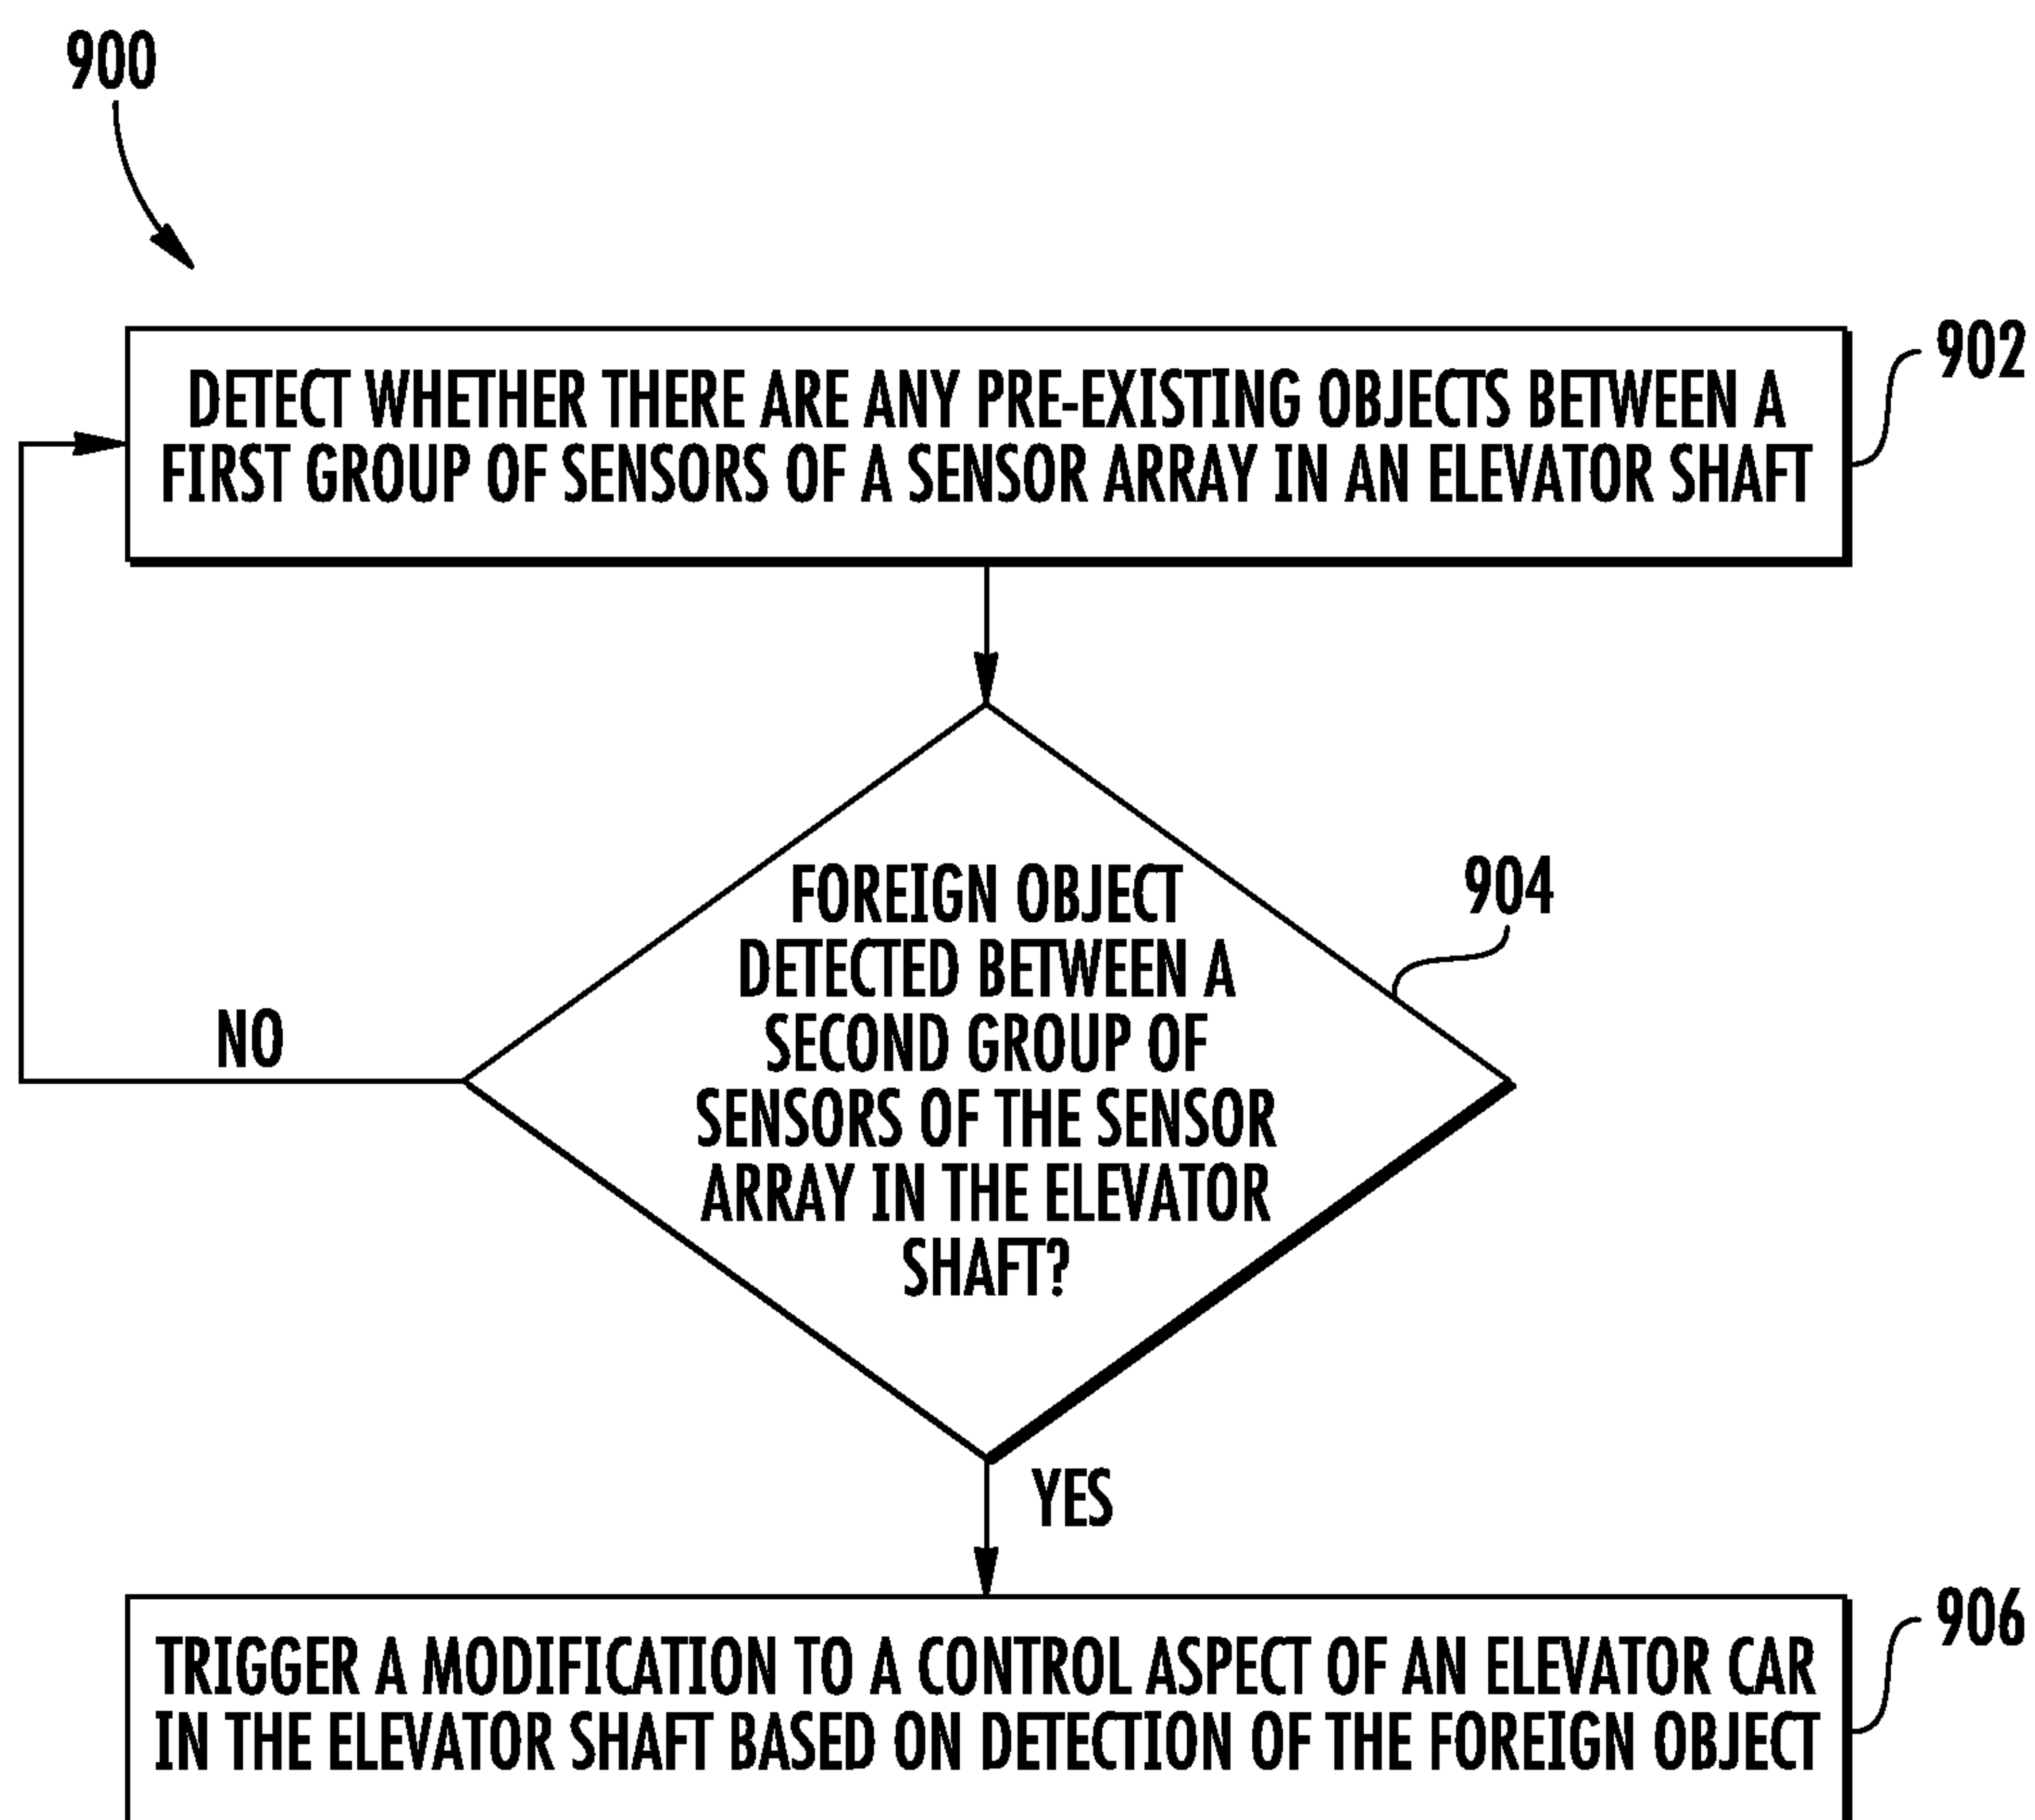 900
902
DETECT WHETHER THERE ARE ANY PRE-EXISTING OBJECTS BETWEEN A
FIRST GROUP OF SENSORS OF A SENSOR ARRAY IN AN ELEVATOR SHAFT
904
FOREIGN OBJECT
DETECTED BETWEEN A
SECOND GROUP OF
SENSORS OF THE SENSOR
ARRAY IN THE ELEVATOR
SHAFT?
NO
YES
906
TRIGGER A MODIFICATION TO A CONTROL ASPECT OF AN ELEVATOR CAR
IN THE ELEVATOR SHAFT BASED ON DETECTION OF THE FOREIGN OBJECT